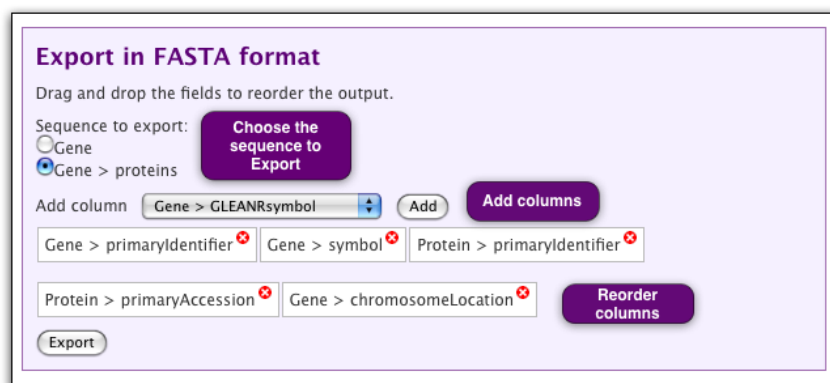 Export in FASTA format
Drag and drop the fields to reorder the output.
Sequence to export:
Gene
Gene > proteins
Choose the
sequence to
Export
Add column Gene > GLEANRsymbol Add
Add columns
Gene > primaryIdentifier Gene > symbol Protein > primaryIdentifier
Protein > primaryAccession Gene > chromosomeLocation
Reorder
columns
Export